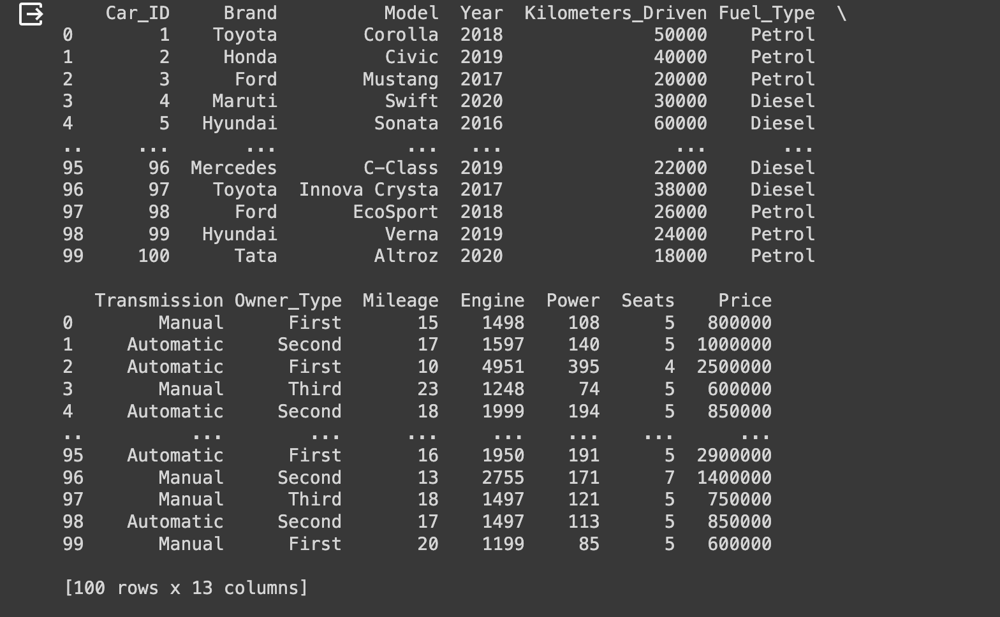 Car_ID Brand Model Year Kilometers_Driven Fuel_Type \
0 1 Toyota Corolla 2018 50000 Petrol
1 2 Honda Civic 2019 40000 Petrol
2 3 Ford Mustang 2017 20000 Petrol
3 4 Maruti Swift 2020 30000 Diesel
4 5 Hyundai Sonata 2016 60000 Diesel
.. ... ... ... ... ... ...
95 96 Mercedes C-Class 2019 22000 Diesel
96 97 Toyota Innova Crysta 2017 38000 Diesel
97 98 Ford EcoSport 2018 26000 Petrol
98 99 Hyundai Verna 2019 24000 Petrol
99 100 Tata Altroz 2020 18000 Petrol
Transmission Owner_Type Mileage Engine Power Seats Price
0 Manual First 15 1498 108 5 800000
1 Automatic Second 17 1597 140 5 1000000
2 Automatic First 10 4951 395 4 2500000
3 Manual Third 23 1248 74 5 600000
4 Automatic Second 18 1999 194 5 850000
.. ... ... ... ... ... ... ...
95 Automatic First 16 1950 191 5 2900000
96 Manual Second 13 2755 171 7 1400000
97 Manual Third 18 1497 121 5 750000
98 Automatic Second 17 1497 113 5 850000
99 Manual First 20 1199 85 5 600000
[100 rows x 13 columns]